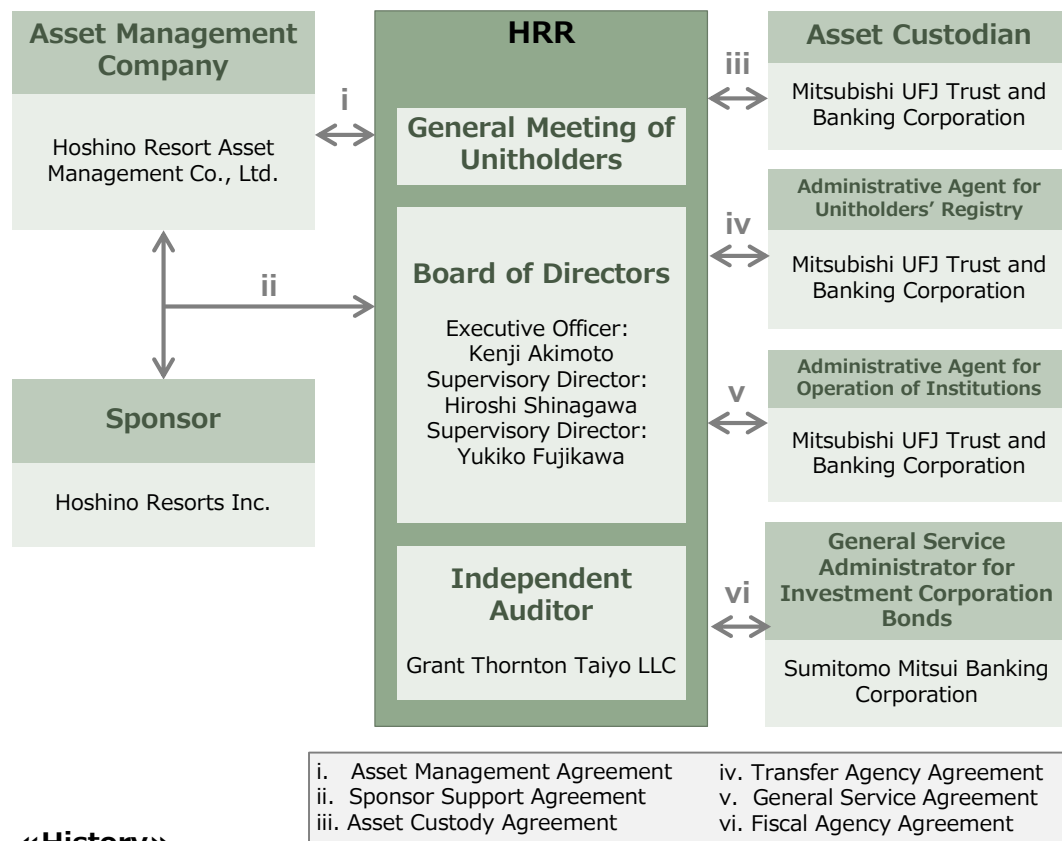 Asset Management
Company
Hoshino Resort Asset
Management Co., Ltd.
i
ii
Sponsor
Hoshino Resorts Inc.
HRR
General Meeting of
Unitholders
Board of Directors
Executive Officer:
Kenji Akimoto
Supervisory Director:
Hiroshi Shinagawa
Supervisory Director:
Yukiko Fujikawa
Independent
Auditor
Grant Thornton Taiyo LLC
iii
Asset Custodian
Mitsubishi UFJ Trust and
Banking Corporation
iv
Administrative Agent for
Unitholders’ Registry
Mitsubishi UFJ Trust and
Banking Corporation
v
Administrative Agent for
Operation of Institutions
Mitsubishi UFJ Trust and
Banking Corporation
vi
General Service
Administrator for
Investment Corporation
Bonds
Sumitomo Mitsui Banking
Corporation
i. Asset Management Agreement
ii. Sponsor Support Agreement
iii. Asset Custody Agreement
iv. Transfer Agency Agreement
v. General Service Agreement
vi. Fiscal Agency Agreement
«History»